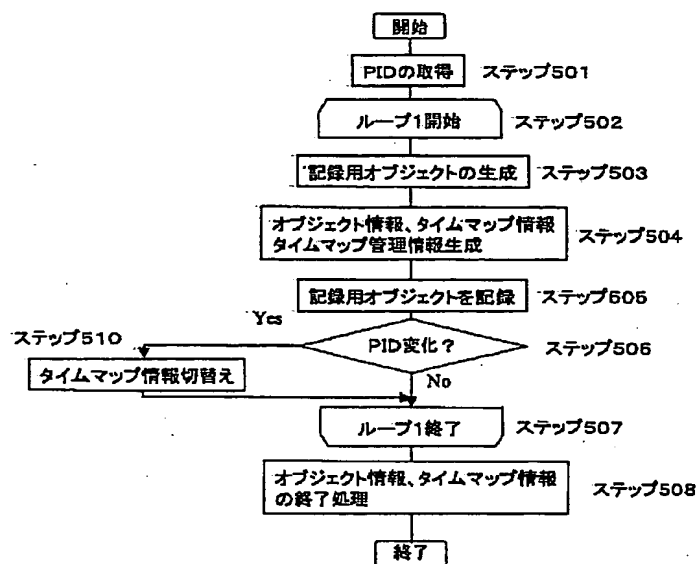 開始
PIDの取得
ステップ501
ループ1開始
ステップ502
記録用オブジェクトの生成
ステップ503
オブジェクト情報、タイムマップ情報
タイムマップ管理情報生成
ステップ504
記録用オブジェクトを記録
ステップ505
Yes
ステップ510
PID変化?
ステップ506
タイムマップ情報切替え
No
ループ1終了
ステップ507
オブジェクト情報、タイムマップ情報
の終了処理
ステップ508
終了